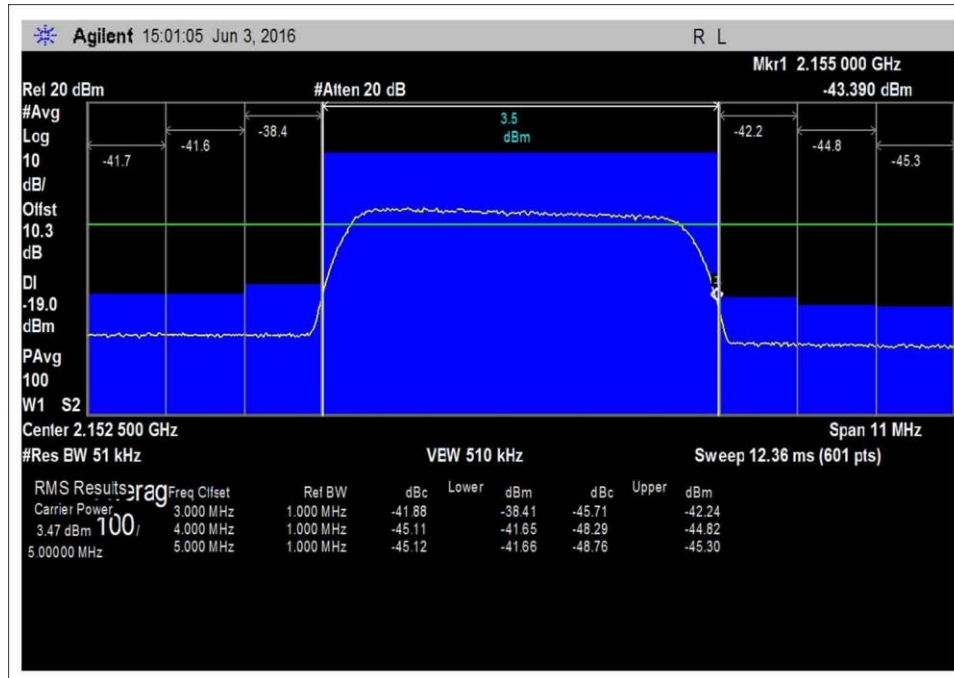 Agilent 15:01:05 Jun 3, 2016 R L
Mkr1 2.155 000 GHz
Ref 20 dBm #Atten 20 dB -43.390 dBm
#Avg
Log
10
dB/
Offst
10.3
dB
DI
-19.0
dBm
PAvg
100
W1 S2
-41.7 -41.6 -38.4 3.5 -42.2 -44.8 -45.3
dBm
Center 2.152 500 GHz Span 11 MHz
#Res BW 51 kHz VBW 510 kHz Sweep 12.36 ms (601 pts)
RMS Results Freq Offset Ref BW dBc Lower dBm dBc Upper dBm
Carrier Power 3.000 MHz 1.000 MHz -41.88 -38.41 -45.71 -42.24
3.47 dBm 100/ 4.000 MHz 1.000 MHz -45.11 -41.65 -48.29 -44.82
5.00000 MHz 5.000 MHz 1.000 MHz -45.12 -41.66 -48.76 -45.30